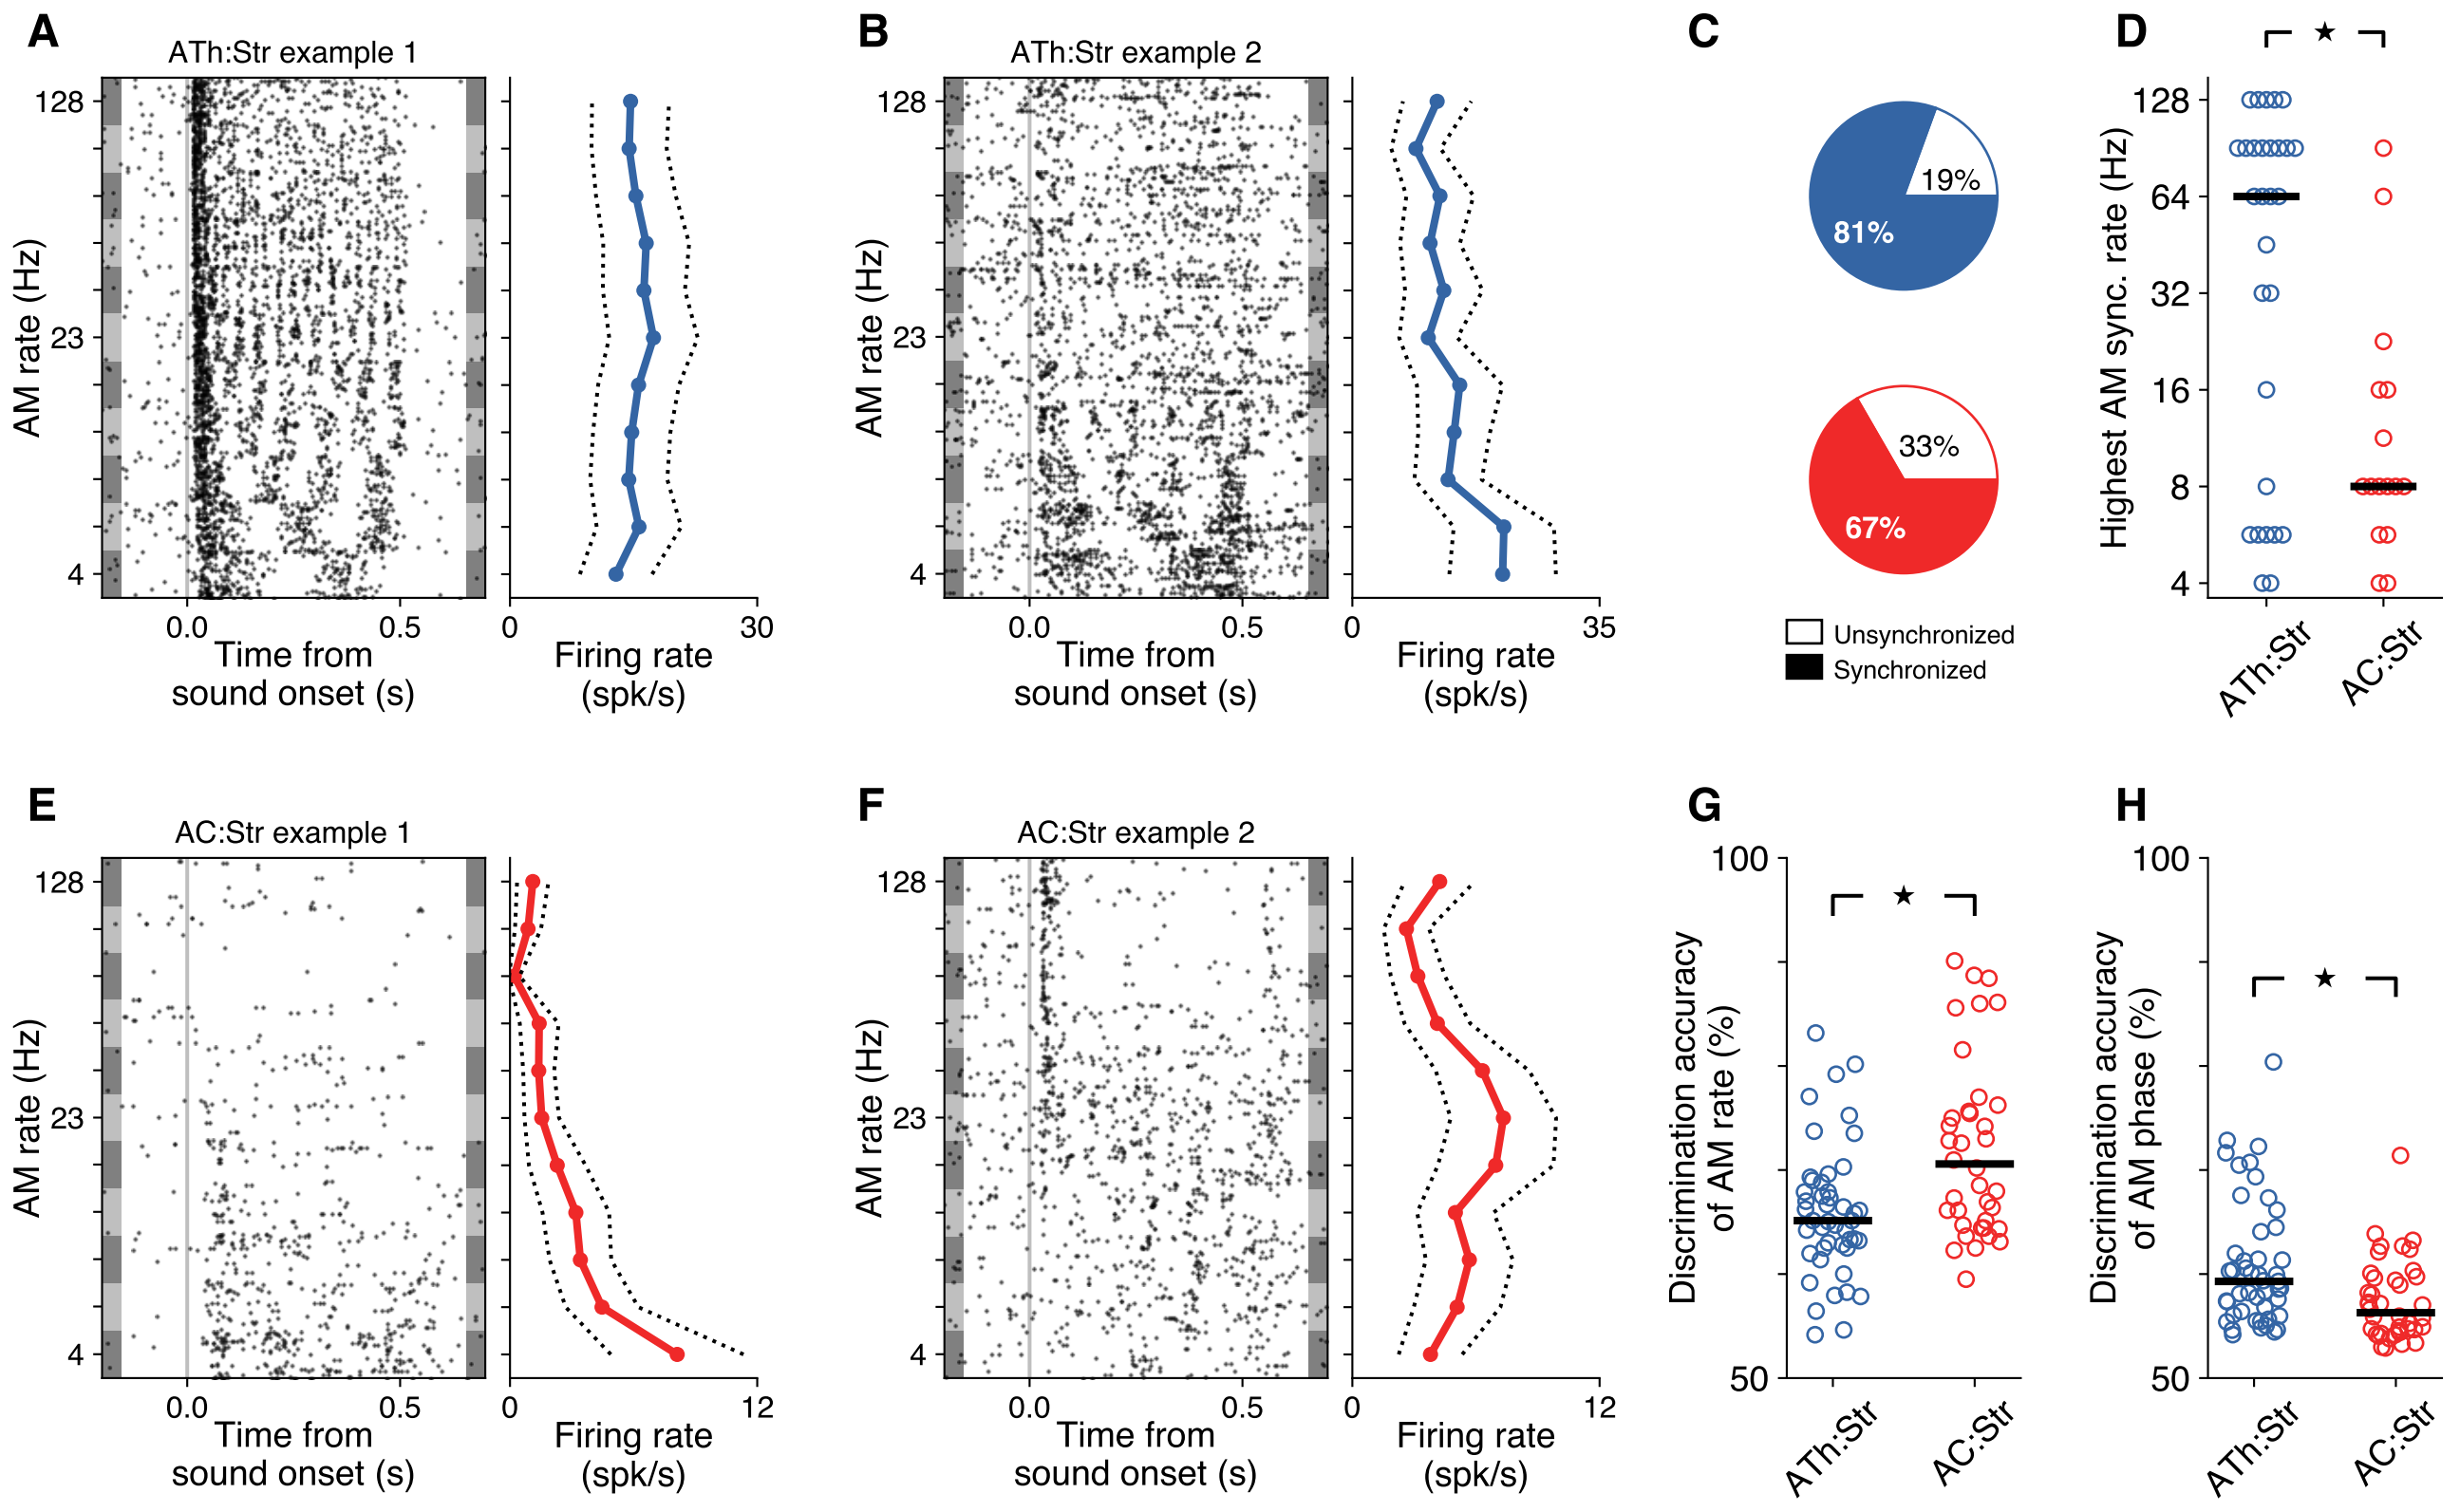 A
ATh:Str example 1
AM rate (Hz)
128
23
4
0.0
0.5
Time from
sound onset (s)
0
30
Firing rate
(spk/s)
B
ATh:Str example 2
AM rate (Hz)
128
23
4
0.0
0.5
Time from
sound onset (s)
0
35
Firing rate
(spk/s)
C
19%
81%
33%
67%
Unsynchronized
Synchronized
D
★
Highest AM sync. rate (Hz)
128
64
32
16
8
4
ATh:Str
AC:Str
E
AC:Str example 1
AM rate (Hz)
128
23
4
0.0
0.5
Time from
sound onset (s)
0
12
Firing rate
(spk/s)
F
AC:Str example 2
AM rate (Hz)
128
23
4
0.0
0.5
Time from
sound onset (s)
0
12
Firing rate
(spk/s)
G
Discrimination accuracy
of AM rate (%)
100
50
★
ATh:Str
AC:Str
H
Discrimination accuracy
of AM phase (%)
100
50
★
ATh:Str
AC:Str